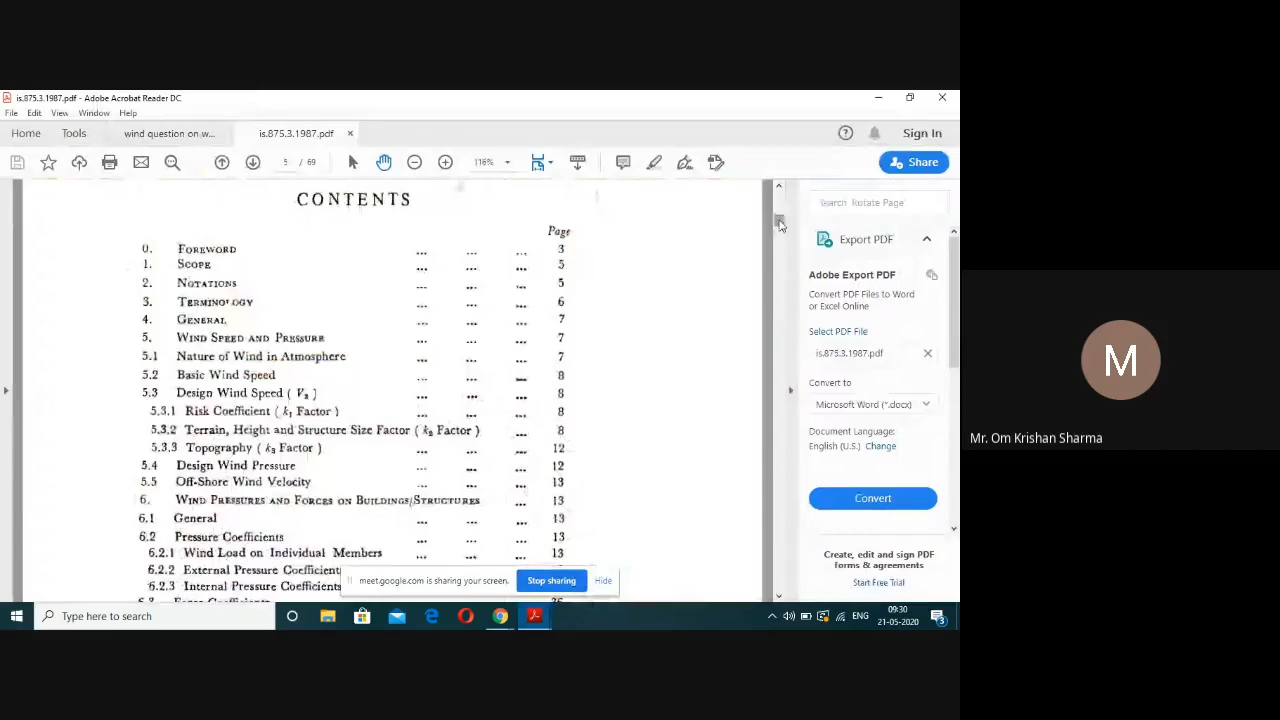 is.875.3.1987.pdf - Adobe Acrobat Reader DC
File Edit View Window Help
Home Tools wind question on w... is.875.3.1987.pdf × Sign In
5 / 69 116% Share
CONTENTS
Page
0. FOREWORD ... ... ... 3
1. SCOPE ... ... ... 5
2. NOTATIONS ... ... ... 5
3. TERMINOLOGY ... ... ... 6
4. GENERAL ... ... ... 7
5. WIND SPEED AND PRESSURE ... ... ... 7
5.1 Nature of Wind in Atmosphere ... ... ... 7
5.2 Basic Wind Speed ... ... ... 8
5.3 Design Wind Speed ( Vz ) ... ... ... 8
5.3.1 Risk Coefficient ( k1 Factor ) ... ... ... 8
5.3.2 Terrain, Height and Structure Size Factor ( k2 Factor ) ... 8
5.3.3 Topography ( k3 Factor ) ... ... ... 12
5.4 Design Wind Pressure ... ... ... 12
5.5 Off-Shore Wind Velocity ... ... ... 13
6. WIND PRESSURES AND FORCES ON BUILDINGS/STRUCTURES ... 13
6.1 General ... ... ... 13
6.2 Pressure Coefficients ... ... ... 13
6.2.1 Wind Load on Individual Members ... ... ... 13
6.2.2 External Pressure Coefficients
6.2.3 Internal Pressure Coefficients
Search 'Rotate Page'
Export PDF
Adobe Export PDF
Convert PDF Files to Word
or Excel Online
Select PDF File
is.875.3.1987.pdf
Convert to
Microsoft Word (*.docx)
Document Language:
English (U.S.) Change
Convert
Create, edit and sign PDF
forms & agreements
Start Free Trial
meet.google.com is sharing your screen. Stop sharing Hide
Type here to search
ENG
09:30
21-05-2020
3
M
Mr. Om Krishan Sharma